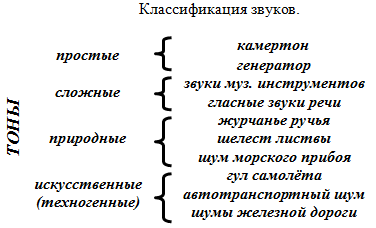 Классификация звуков.
ТОНЫ
простые
камертон
генератор
сложные
звуки муз. инструментов
гласные звуки речи
природные
журчанье ручья
шелест листвы
шум морского прибоя
искусственные
(техногенные)
гул самолёта
автотранспортный шум
шумы железной дороги